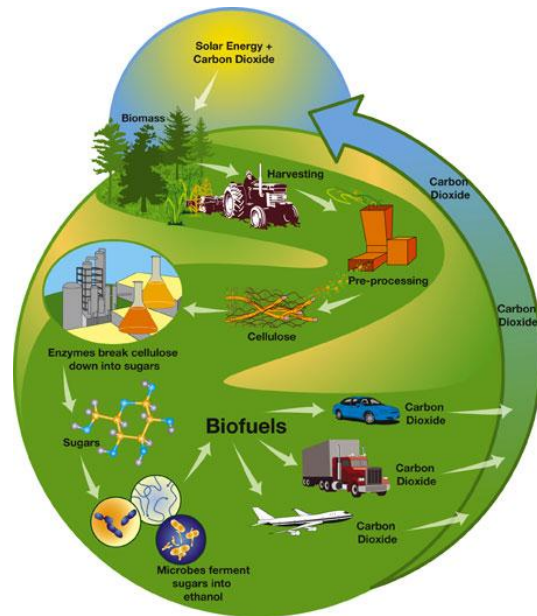 Solar Energy +
Carbon Dioxide
Biomass
Harvesting
Carbon
Dioxide
Pre-processing
Cellulose
Carbon
Dioxide
Enzymes break cellulose
down into sugars
Sugars
Biofuels
Carbon
Dioxide
Carbon
Dioxide
Carbon
Dioxide
Microbes ferment
sugars into
ethanol